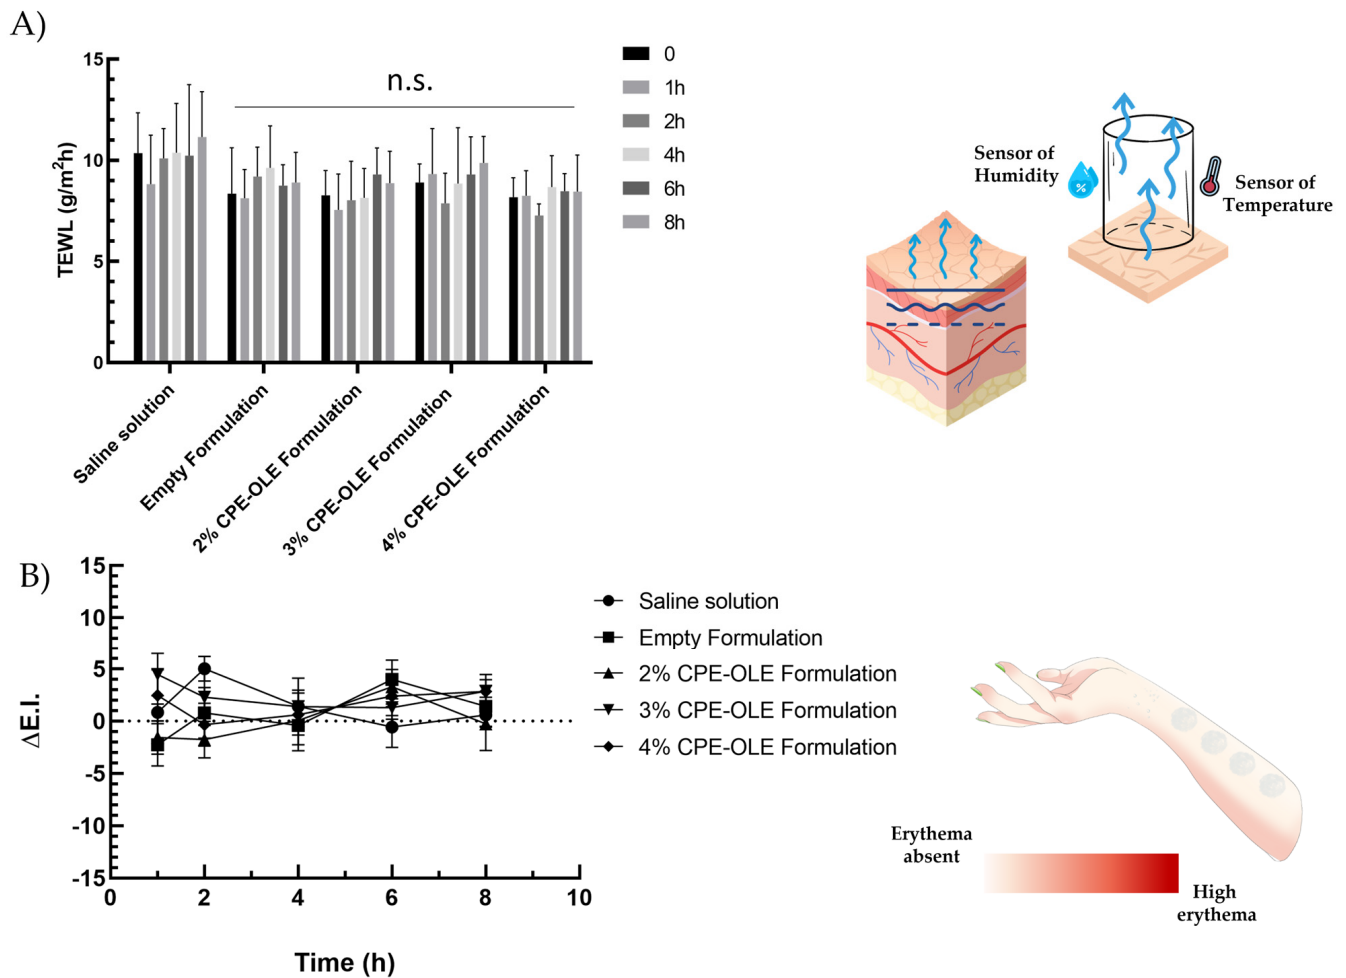 A)
15
10
5
0
TEWL (g/m²h)
n.s.
0
1h
2h
4h
6h
8h
Saline solution
Empty Formulation
2% CPE-OLE Formulation
3% CPE-OLE Formulation
4% CPE-OLE Formulation
Sensor of
Humidity
%
Sensor of
Temperature
B)
15
10
5
0
-5
-10
-15
ΔE.I.
0
2
4
6
8
10
Time (h)
Saline solution
Empty Formulation
2% CPE-OLE Formulation
3% CPE-OLE Formulation
4% CPE-OLE Formulation
Erythema
absent
High
erythema